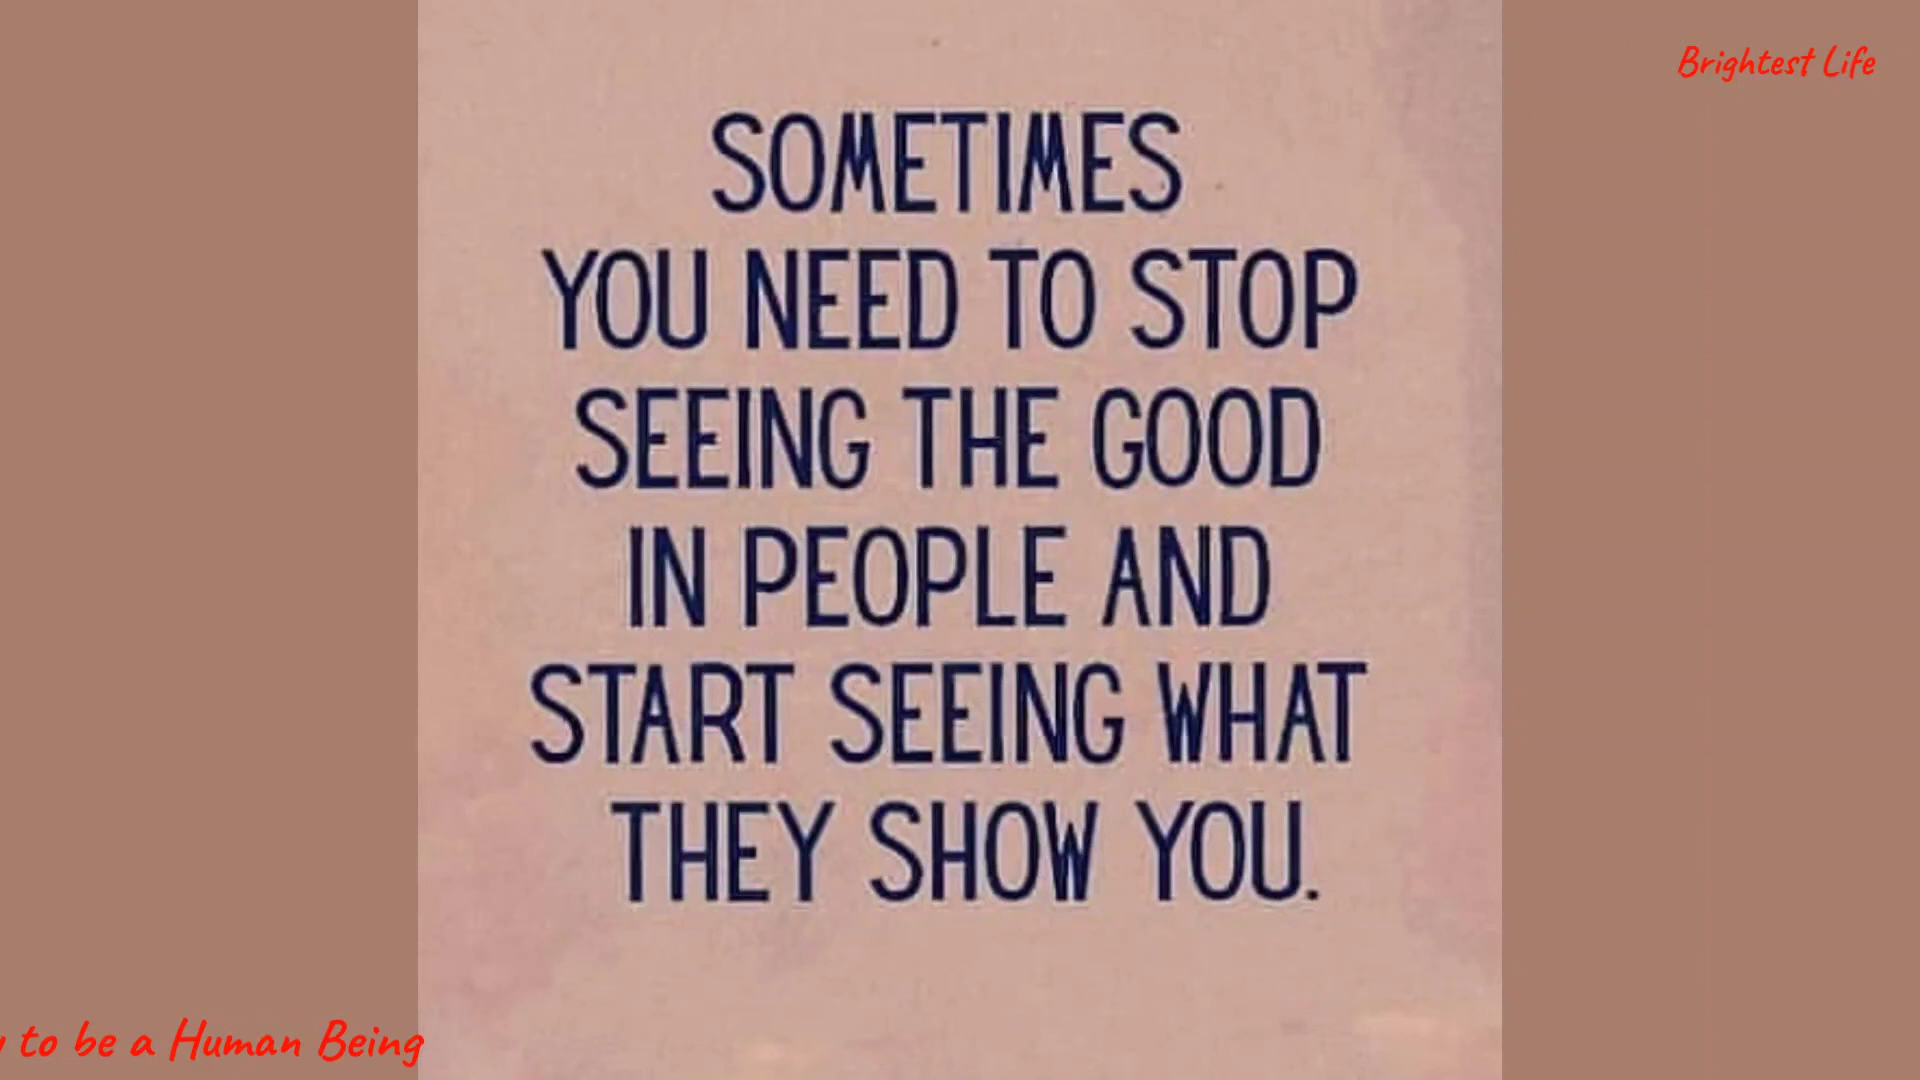 Brightest Life
SOMETIMES
YOU NEED TO STOP
SEEING THE GOOD
IN PEOPLE AND
START SEEING WHAT
THEY SHOW YOU.
to be a Human Being